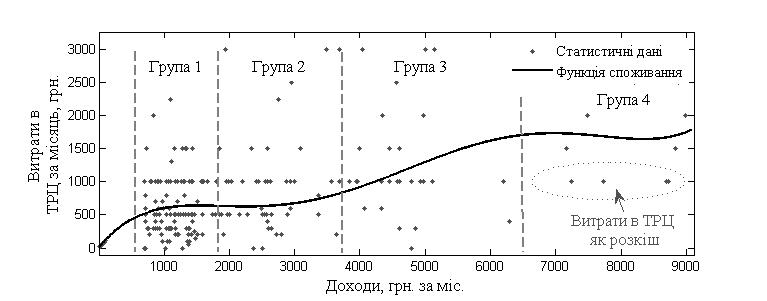 Група 1
Група 2
Група 3
Група 4
Статистичні дані
Функція споживання
Витрати в ТРЦ
як розкіш
Витрати в
ТРЦ за місяць, грн.
3000
2500
2000
1500
1000
500
0
1000 2000 3000 4000 5000 6000 7000 8000 9000
Доходи, грн. за міс.